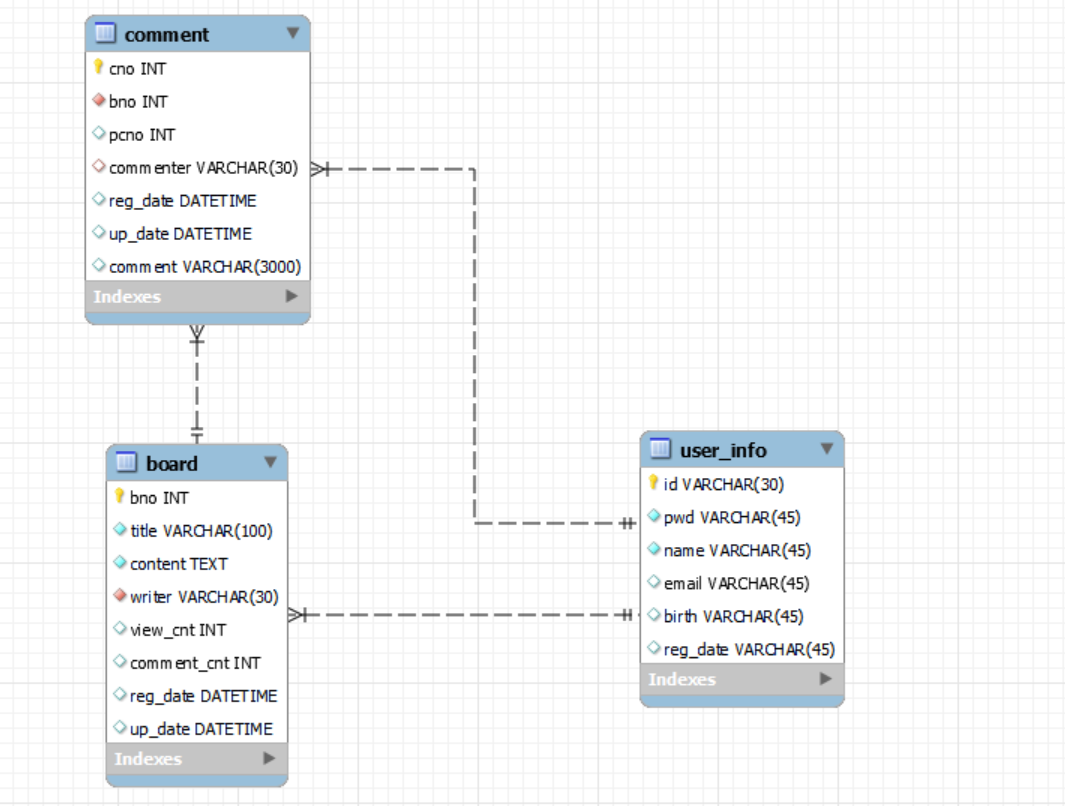 comment
cno INT
bno INT
pcno INT
commenter VARCHAR(30)
reg_date DATETIME
up_date DATETIME
comment VARCHAR(3000)
Indexes
board
bno INT
title VARCHAR(100)
content TEXT
writer VARCHAR(30)
view_cnt INT
comment_cnt INT
reg_date DATETIME
up_date DATETIME
Indexes
user_info
id VARCHAR(30)
pwd VARCHAR(45)
name VARCHAR(45)
email VARCHAR(45)
birth VARCHAR(45)
reg_date VARCHAR(45)
Indexes